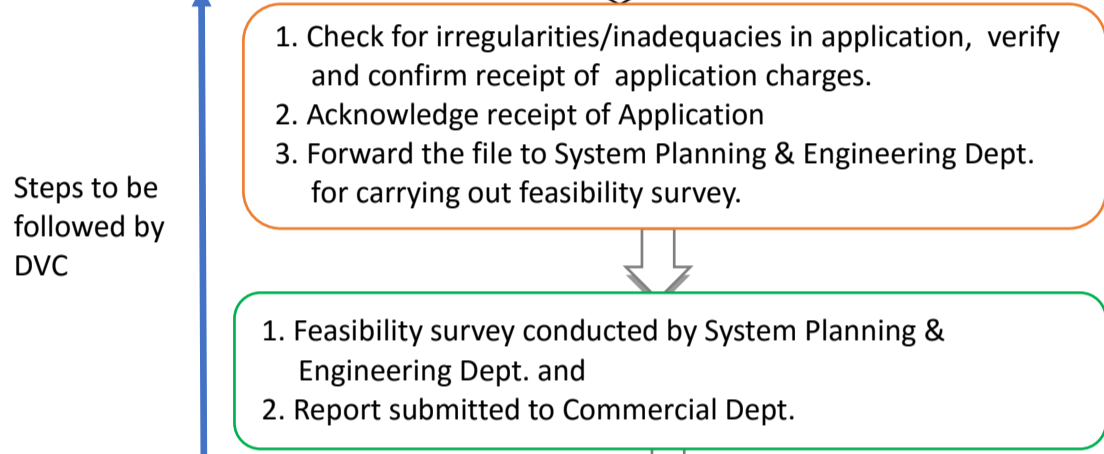 1. Check for irregularities/inadequacies in application, verify
and confirm receipt of application charges.
2. Acknowledge receipt of Application
3. Forward the file to System Planning & Engineering Dept.
for carrying out feasibility survey.
Steps to be
followed by
DVC
1. Feasibility survey conducted by System Planning &
Engineering Dept. and
2. Report submitted to Commercial Dept.